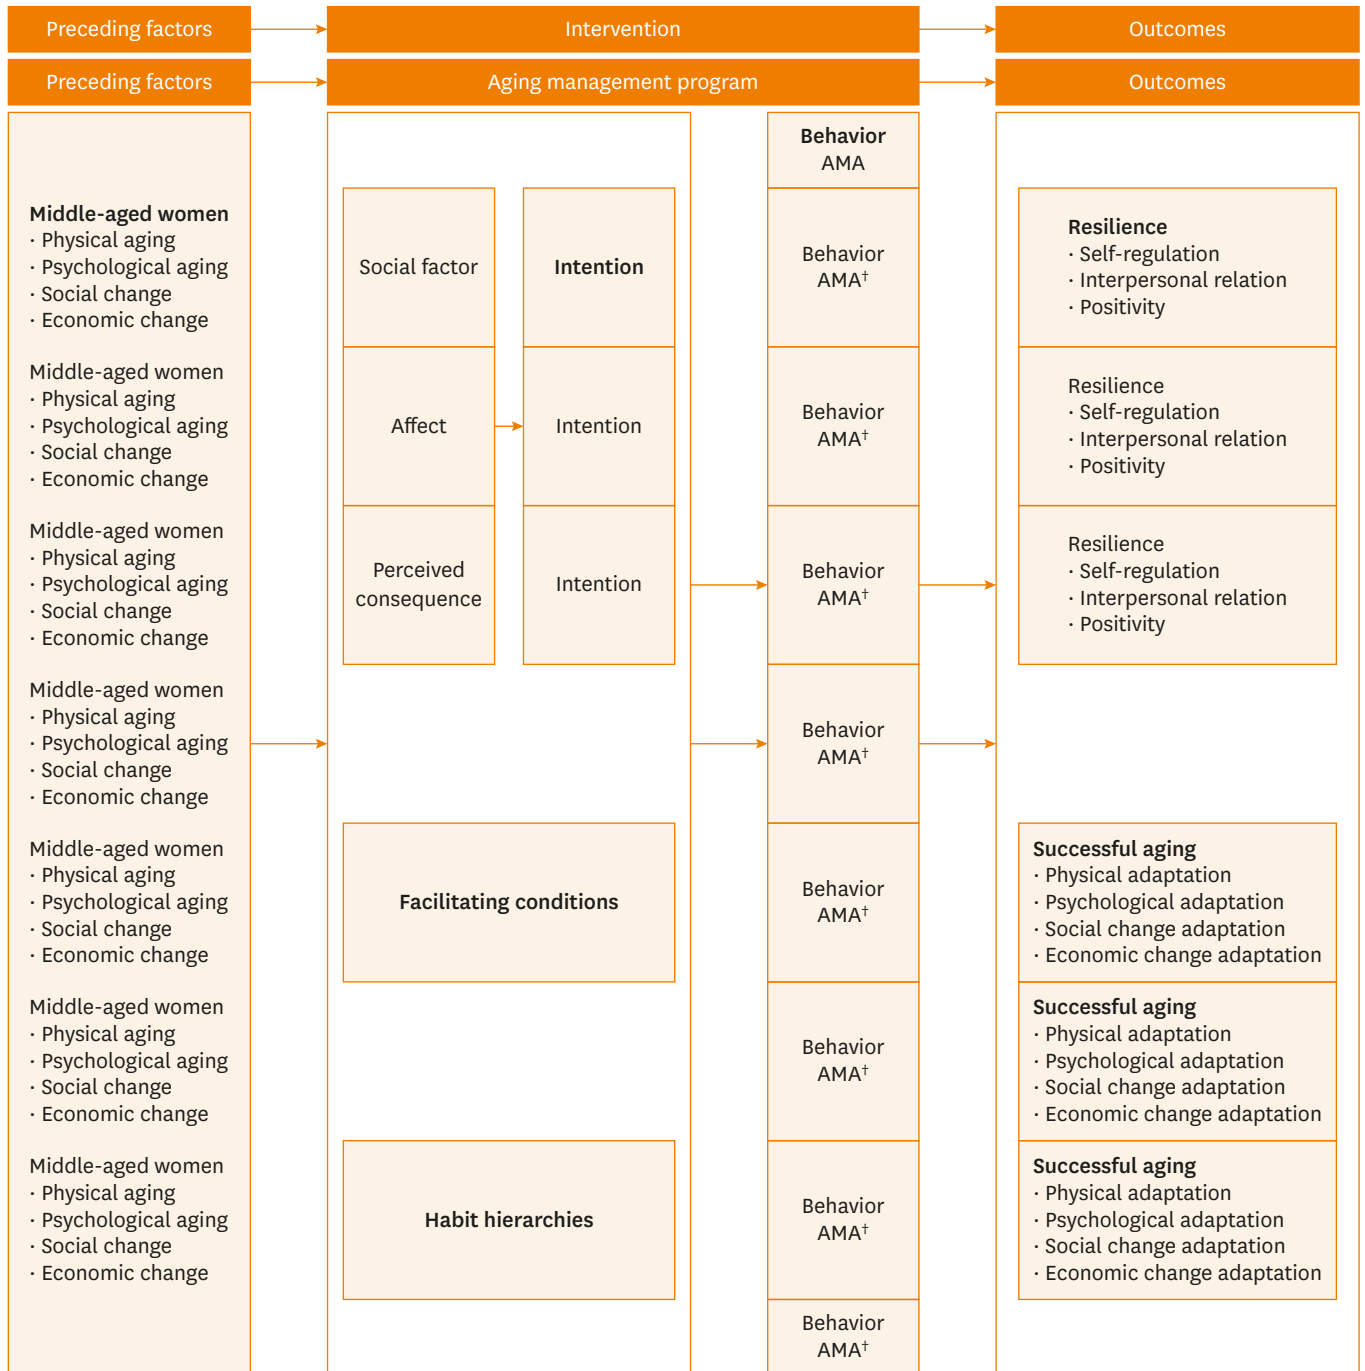 Preceding factors
Intervention
Outcomes
Preceding factors
Aging management program
Outcomes
Middle-aged women
· Physical aging
· Psychological aging
· Social change
· Economic change
Middle-aged women
· Physical aging
· Psychological aging
· Social change
· Economic change
Middle-aged women
· Physical aging
· Psychological aging
· Social change
· Economic change
Middle-aged women
· Physical aging
· Psychological aging
· Social change
· Economic change
Middle-aged women
· Physical aging
· Psychological aging
· Social change
· Economic change
Middle-aged women
· Physical aging
· Psychological aging
· Social change
· Economic change
Middle-aged women
· Physical aging
· Psychological aging
· Social change
· Economic change
Social factor
Intention
Affect
Intention
Perceived
consequence
Intention
Facilitating conditions
Habit hierarchies
Behavior
AMA
Behavior
AMA†
Behavior
AMA†
Behavior
AMA†
Behavior
AMA†
Behavior
AMA†
Behavior
AMA†
Behavior
AMA†
Behavior
AMA†
Resilience
· Self-regulation
· Interpersonal relation
· Positivity
Resilience
· Self-regulation
· Interpersonal relation
· Positivity
Resilience
· Self-regulation
· Interpersonal relation
· Positivity
Successful aging
· Physical adaptation
· Psychological adaptation
· Social change adaptation
· Economic change adaptation
Successful aging
· Physical adaptation
· Psychological adaptation
· Social change adaptation
· Economic change adaptation
Successful aging
· Physical adaptation
· Psychological adaptation
· Social change adaptation
· Economic change adaptation